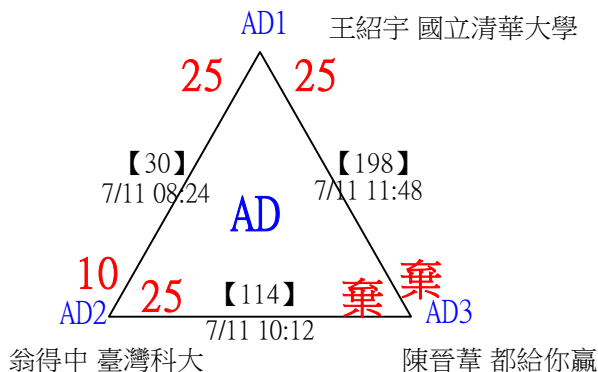 AD1 王紹宇 國立清華大學
25 25
【30】 【198】
7/11 08:24 7/11 11:48
AD
10 棄
25 【114】 棄
AD2 AD3
7/11 10:12
翁得中 臺灣科大 陳晉葦 都給你贏